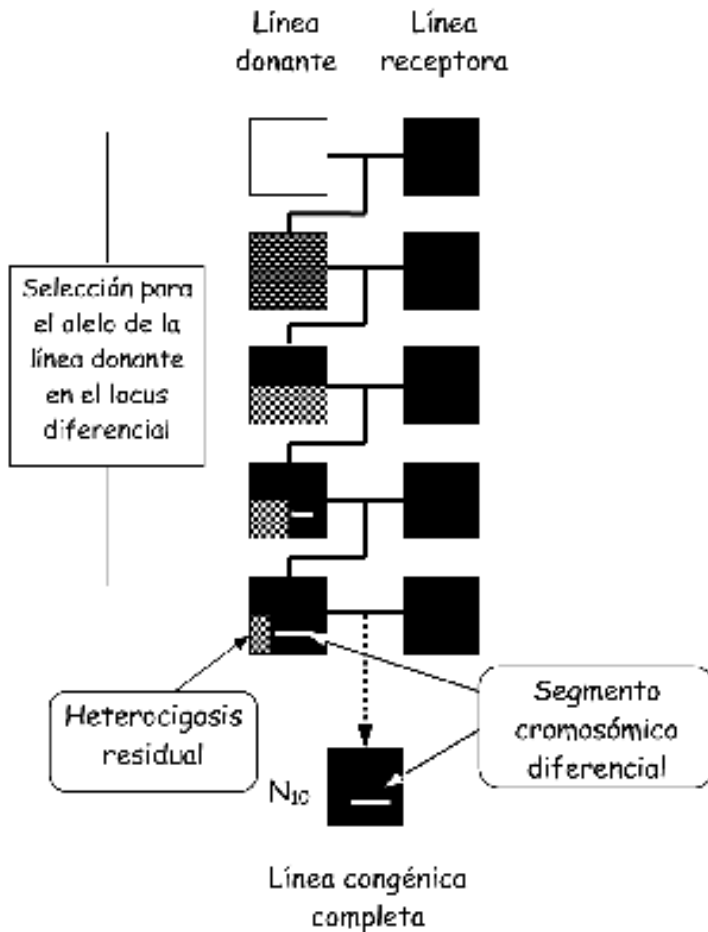 Línea
donante
Línea
receptora
Selección para
el alelo de la
línea donante
en el locus
diferencial
Heterocigosis
residual
Segmento
cromosómico
diferencial
N₁₀
Línea congénica
completa